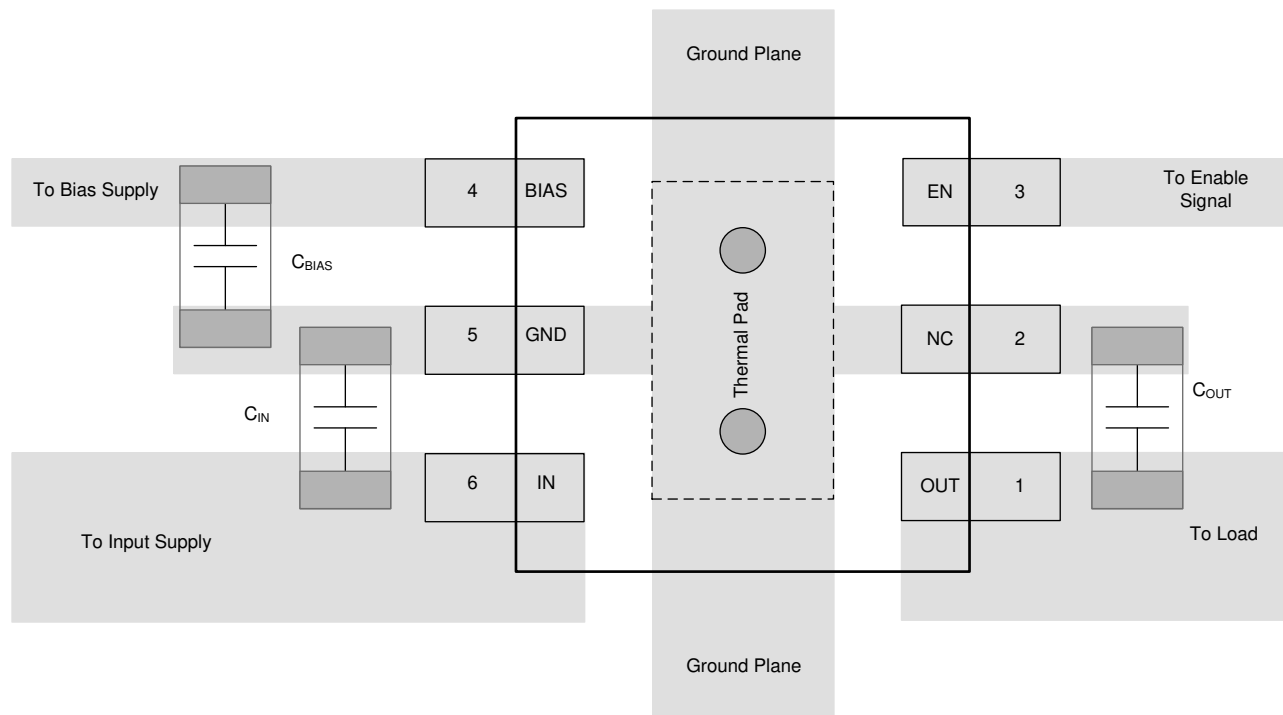 Ground Plane
To Bias Supply
4
BIAS
EN
3
To Enable
Signal
CBIAS
5
GND
Thermal Pad
NC
2
CIN
COUT
6
IN
OUT
1
To Input Supply
To Load
Ground Plane